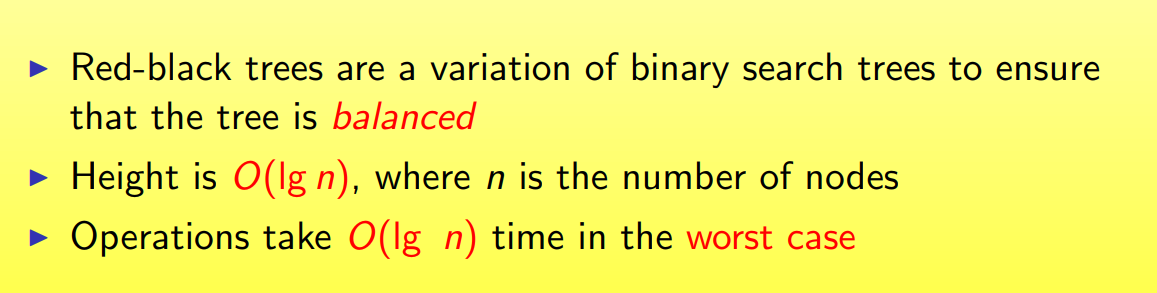 ▶ Red-black trees are a variation of binary search trees to ensure
that the tree is balanced
▶ Height is O(lg n), where n is the number of nodes
▶ Operations take O(lg n) time in the worst case